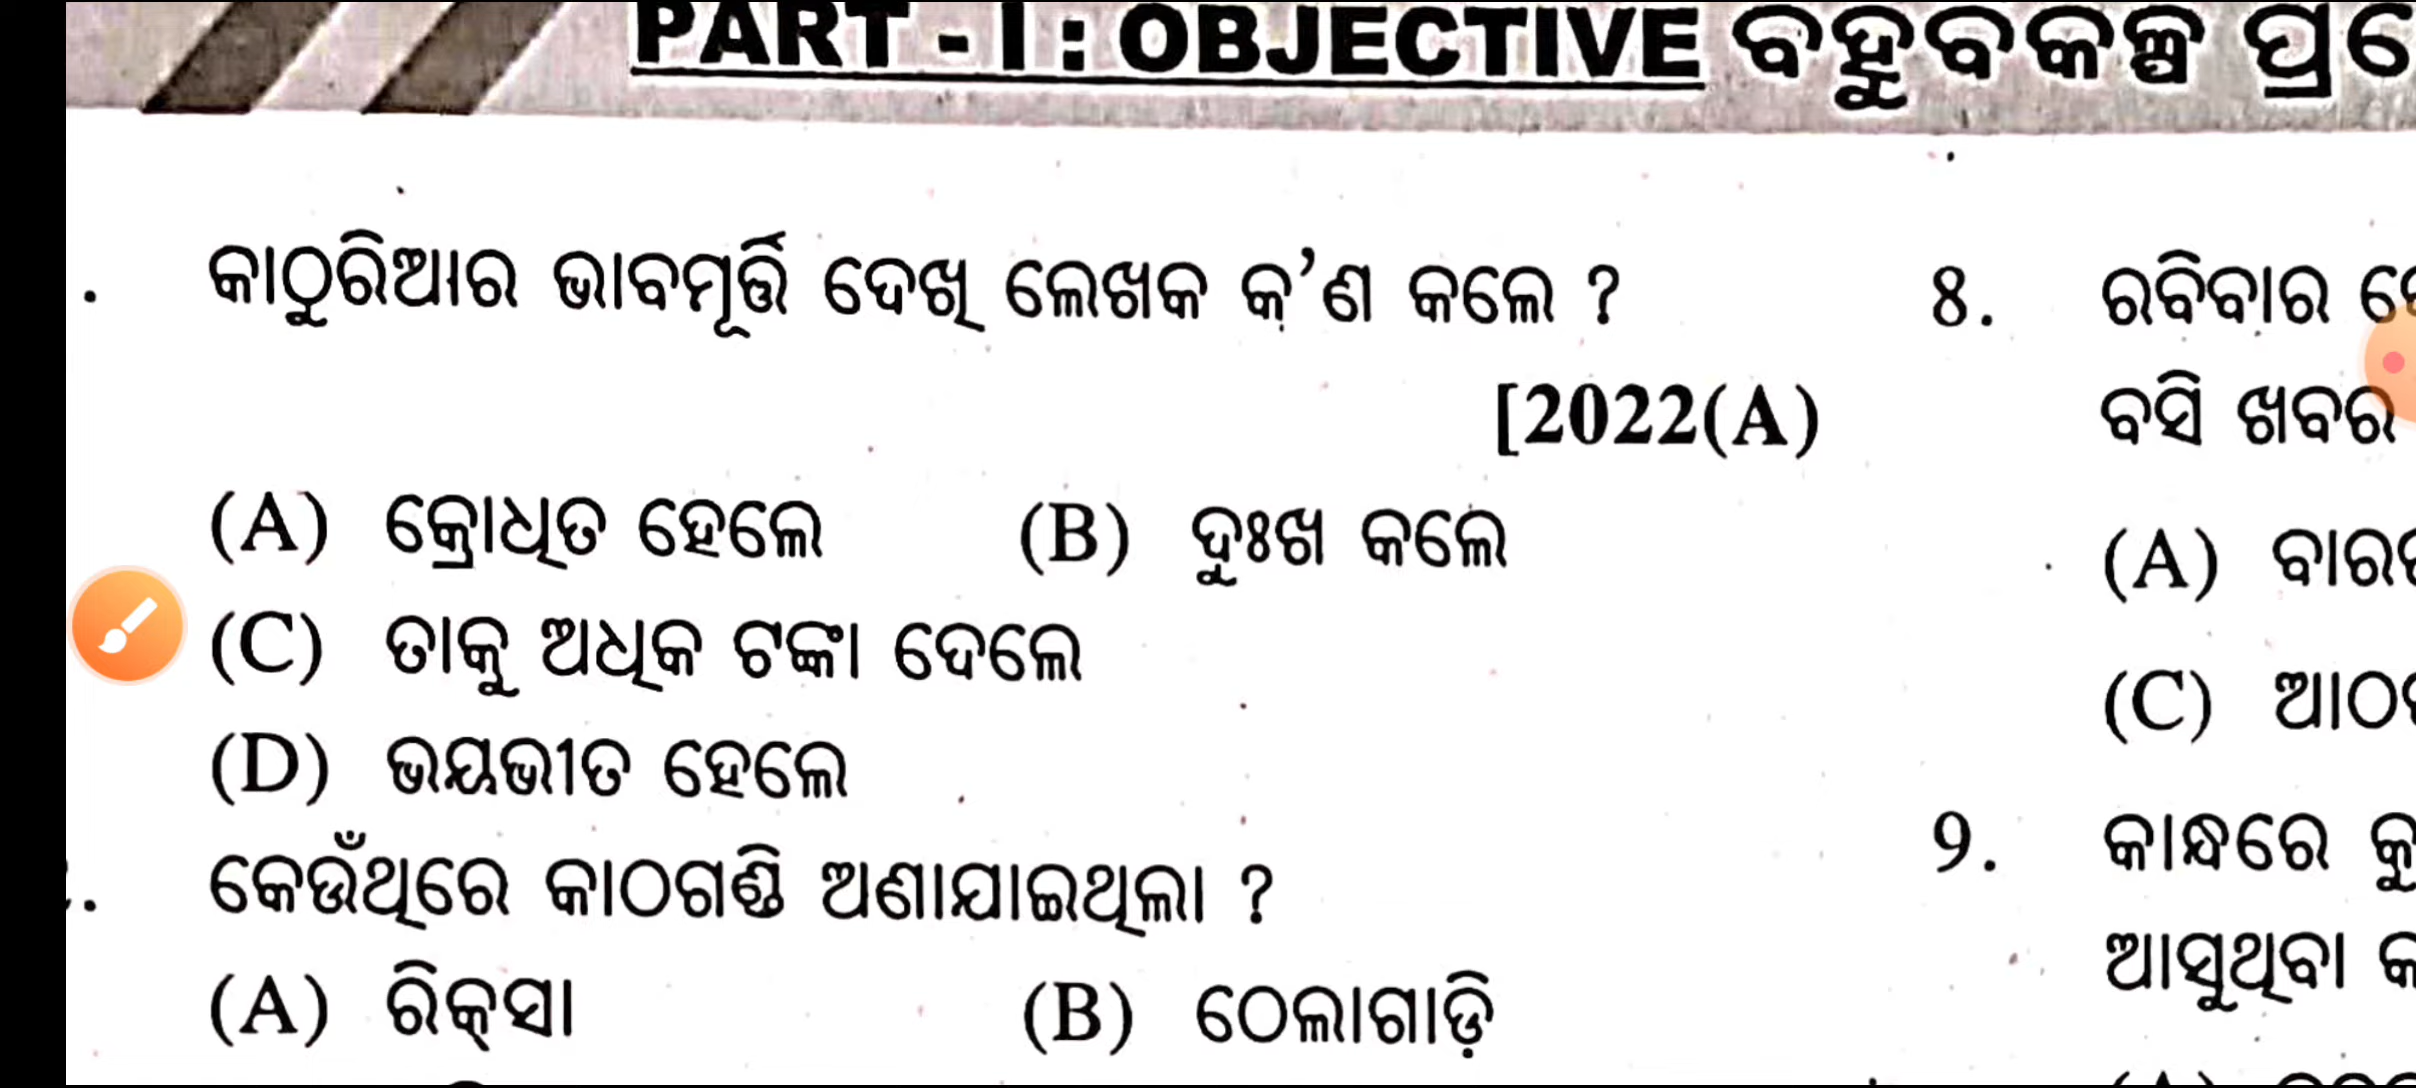 PART - I : OBJECTIVE ବହୁବକଳ୍ପ
. କାଠୁରିଆର ଭାବମୂର୍ତ୍ତି ଦେଖି ଲେଖକ କ'ଣ କଲେ ?
[2022(A)
(A) କ୍ରୋଧିତ ହେଲେ (B) ଦୁଃଖ କଲେ
(C) ତାକୁ ଅଧିକ ଟଙ୍କା ଦେଲେ
(D) ଭୟଭୀତ ହେଲେ
. କେଉଁଥିରେ କାଠଗଣ୍ଡି ଅଣାଯାଇଥିଲା ?
(A) ରିକ୍ସା (B) ଠେଲାଗାଡ଼ି
8. ରବିବାର
ବସି ଖବର
(A)
(C)
9. କାନ୍ଧରେ
ଆସୁଥିବା